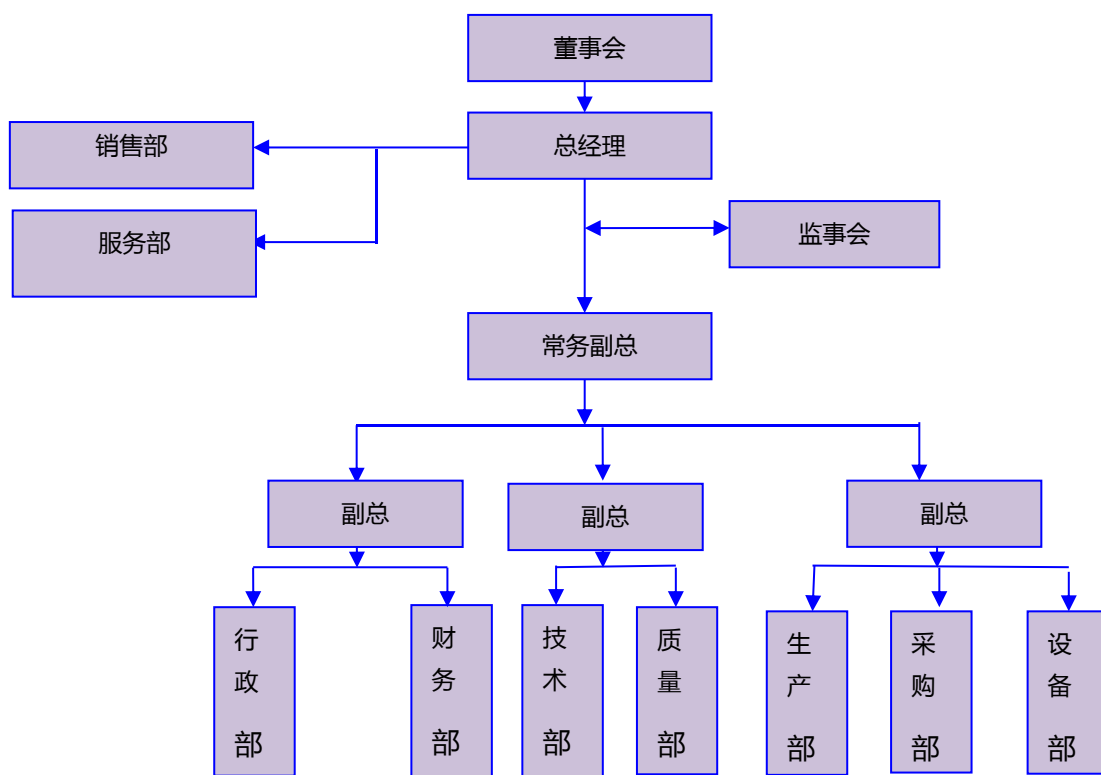 董事会
总经理
销售部
服务部
监事会
常务副总
副总
副总
副总
行政部
财务部
技术部
质量部
生产部
采购部
设备部